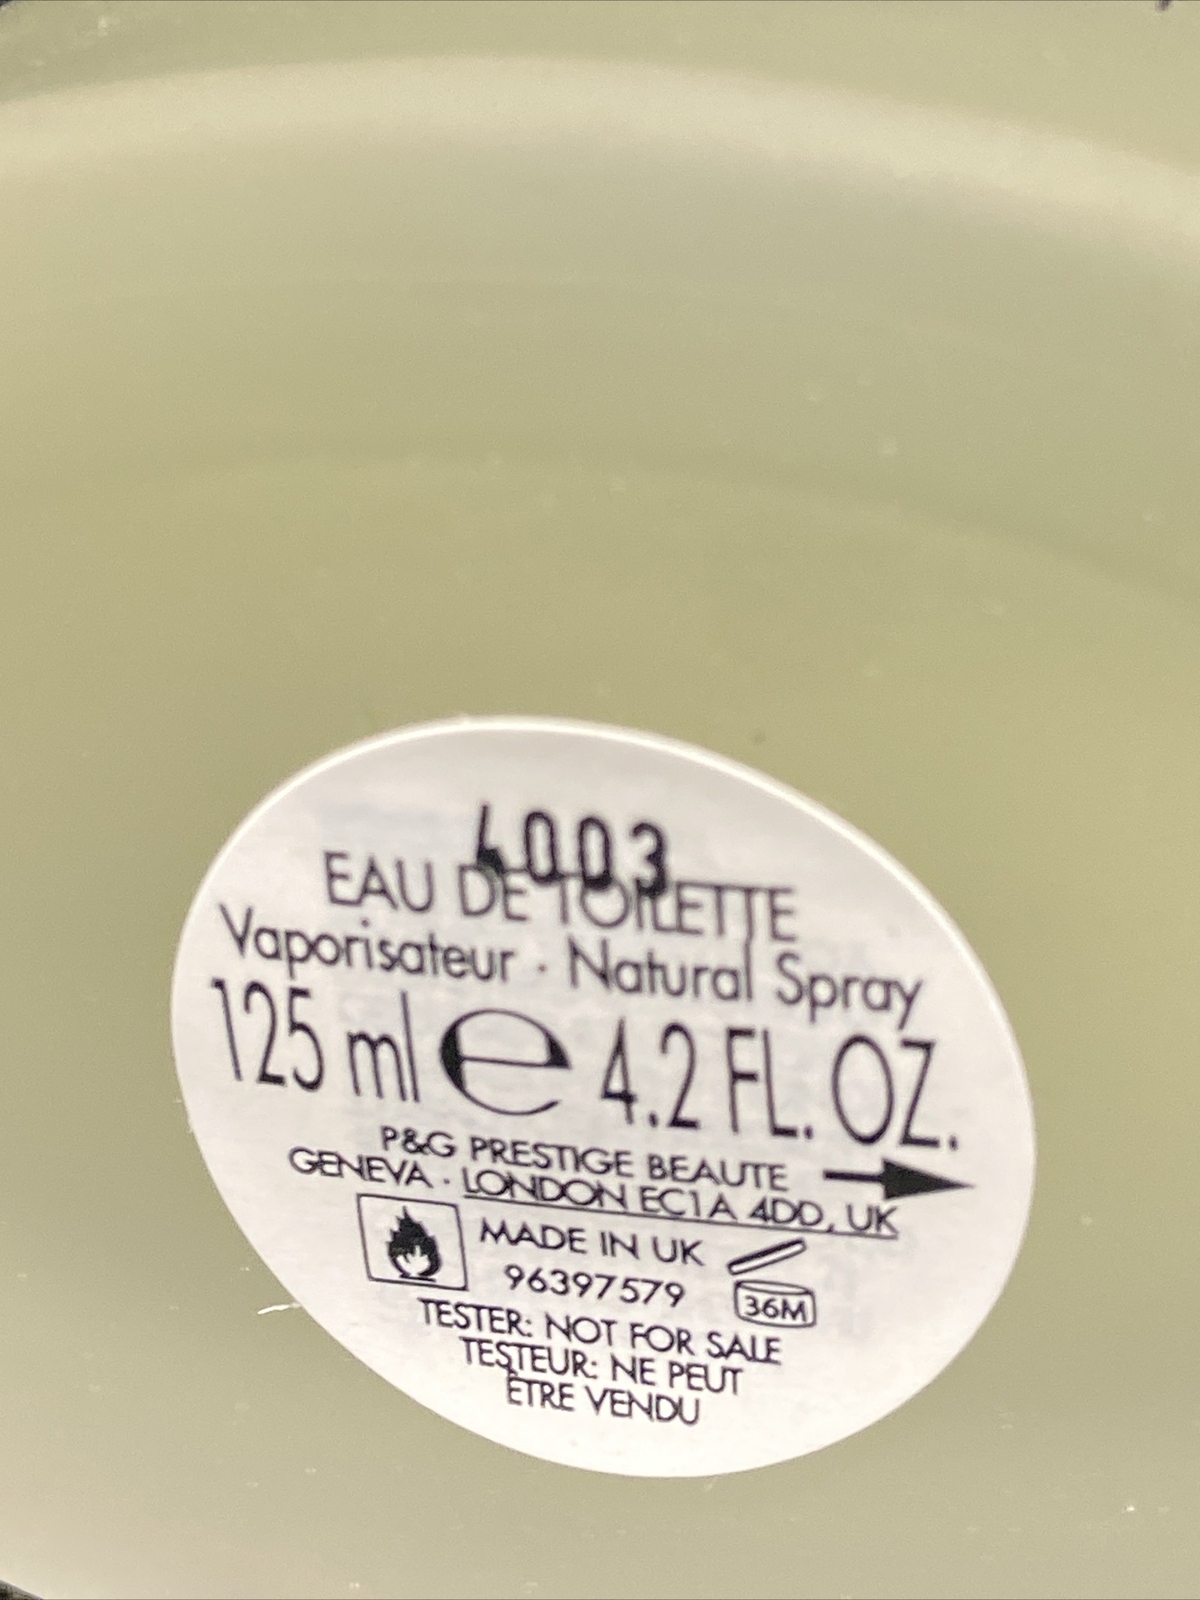 4003
EAU DE TOILETTE
Vaporisateur · Natural Spray
125 ml e 4.2 FL. OZ.
P&G PRESTIGE BEAUTE
GENEVA · LONDON EC1A 4DD, UK
MADE IN UK
96397579
36M
TESTER: NOT FOR SALE
TESTEUR: NE PEUT
ÊTRE VENDU